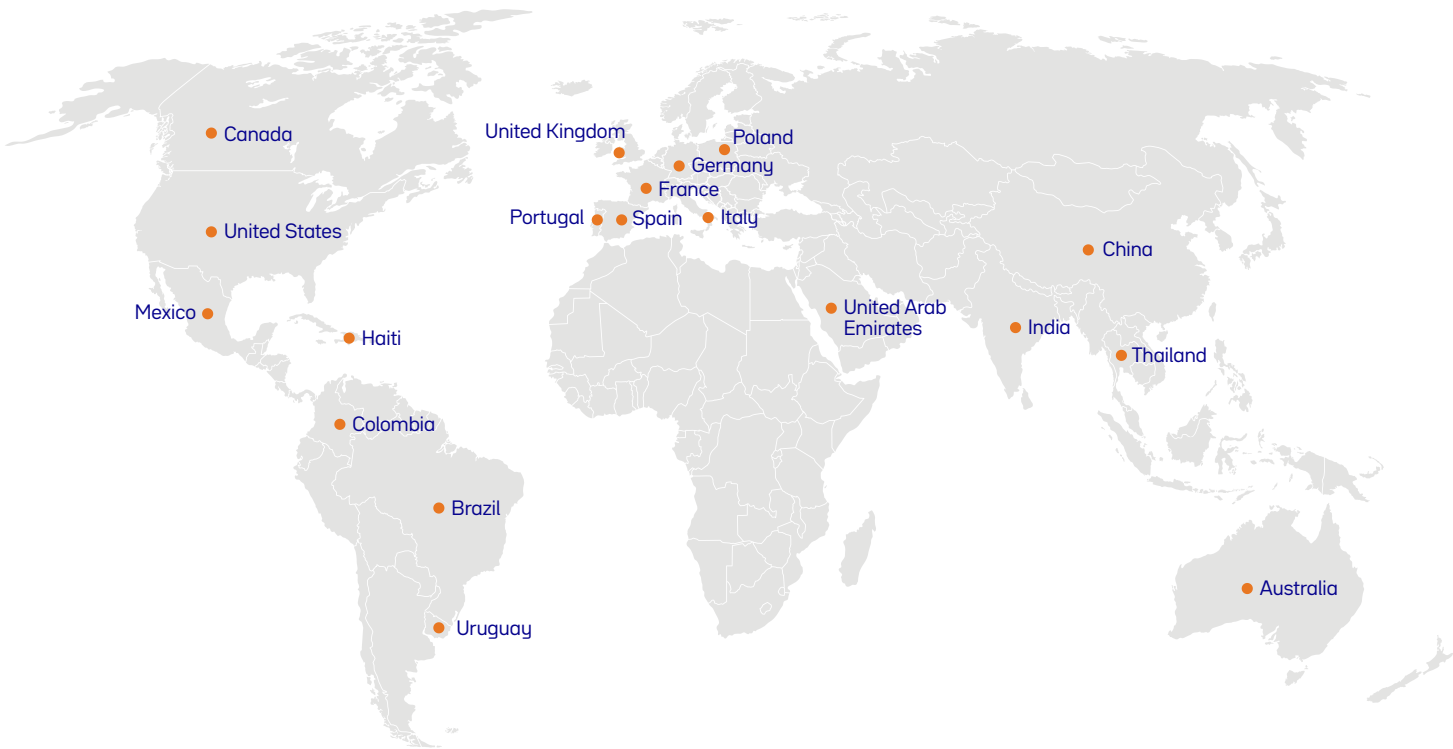 United Kingdom
Canada
Poland
Germany
France
Portugal
Spain
Italy
United States
China
United Arab
Emirates
Mexico
India
Haiti
Thailand
Colombia
Brazil
Australia
Uruguay